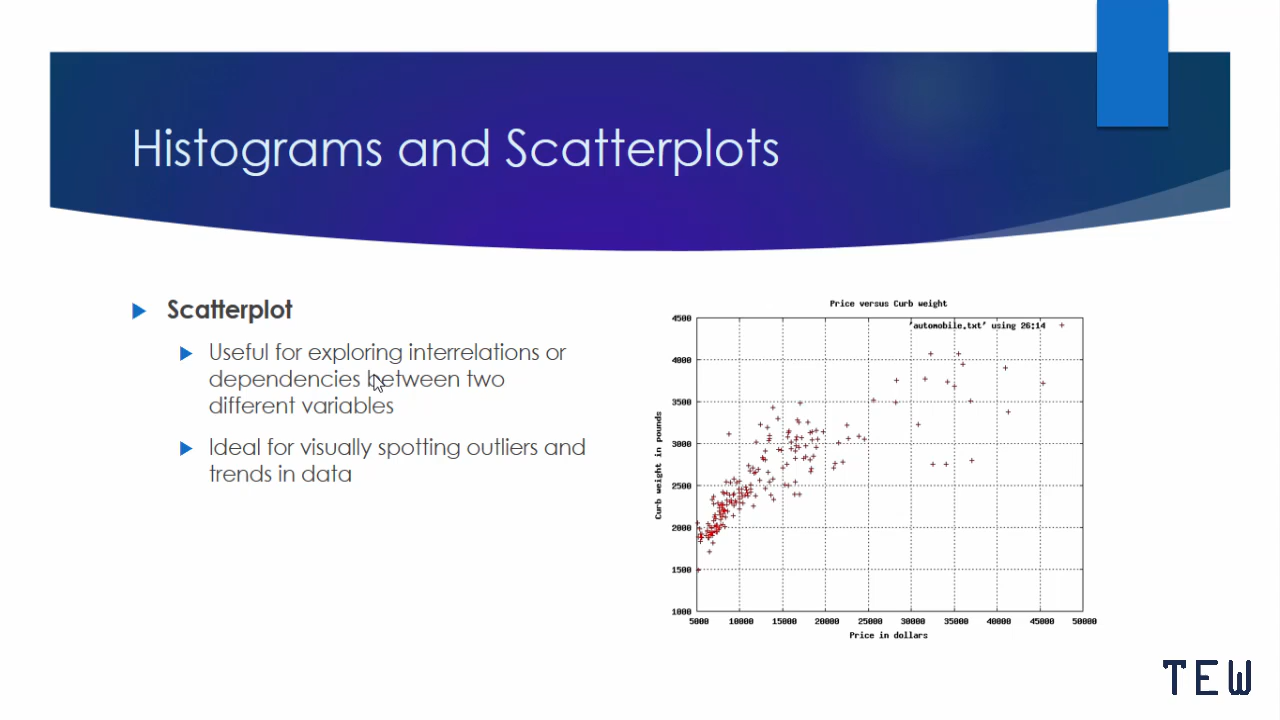 Histograms and Scatterplots
Scatterplot
Useful for exploring interrelations or
dependencies between two
different variables
Ideal for visually spotting outliers and
trends in data
Price versus Curb weight
'automobile.txt' using 26:14
4500
4000
3500
3000
2500
2000
1500
1000
Curb weight in pounds
5000 10000 15000 20000 25000 30000 35000 40000 45000 50000
Price in dollars
TEW